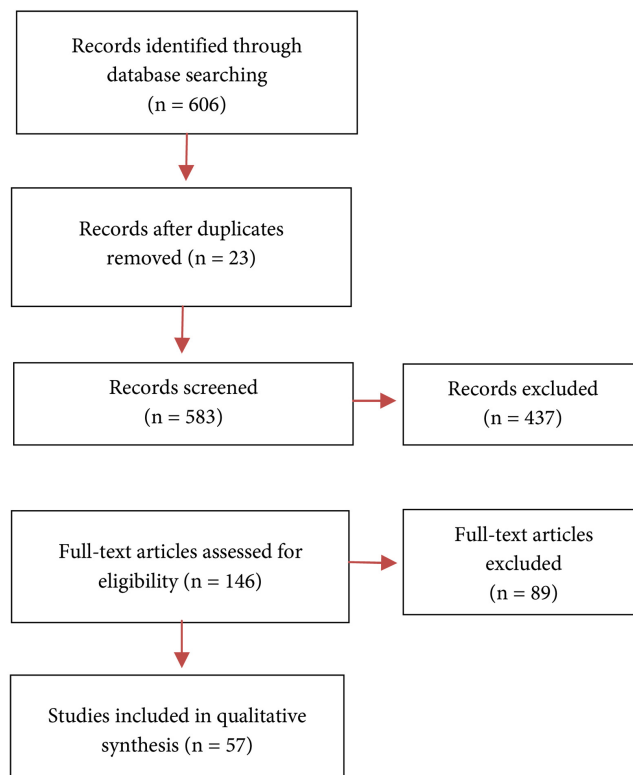 Records identified through
database searching
(n = 606)
Records after duplicates
removed (n = 23)
Records screened
(n = 583)
Records excluded
(n = 437)
Full-text articles assessed for
eligibility (n = 146)
Full-text articles
excluded
(n = 89)
Studies included in qualitative
synthesis (n = 57)